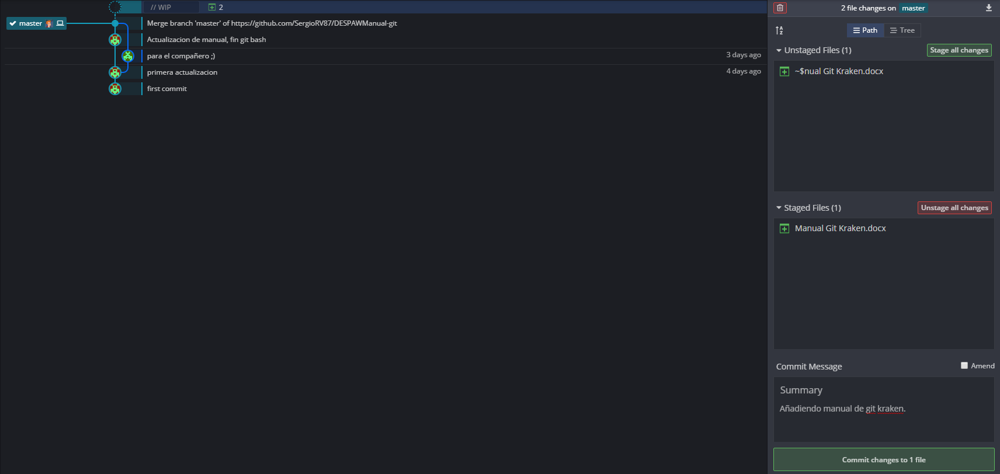 // WIP 2
master Merge branch 'master' of https://github.com/SergioRV87/DESPAWManual-git
Actualizacion de manual, fin git bash
para el compañero ;) 3 days ago
primera actualizacion 4 days ago
first commit
2 file changes on master
A
Z
Path Tree
Unstaged Files (1) Stage all changes
~$nual Git Kraken.docx
Staged Files (1) Unstage all changes
Manual Git Kraken.docx
Commit Message Amend
Summary
Añadiendo manual de git kraken.
Commit changes to 1 file